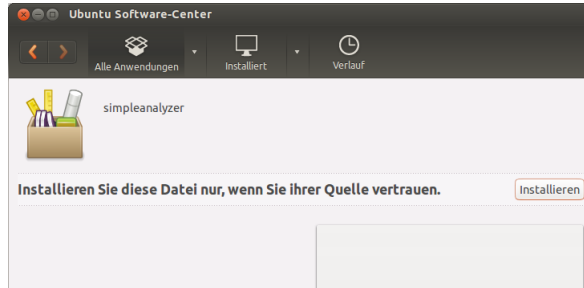 Ubuntu Software-Center
Alle Anwendungen
Installiert
Verlauf
simpleanalyzer
Installieren Sie diese Datei nur, wenn Sie ihrer Quelle vertrauen.
Installieren